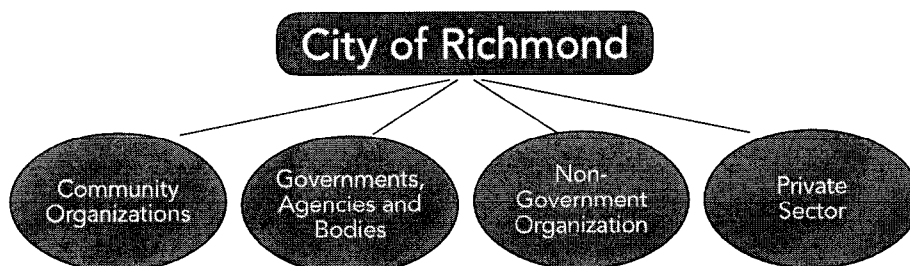 City of Richmond
Community
Organizations
Governments,
Agencies and
Bodies
Non-
Government
Organization
Private
Sector